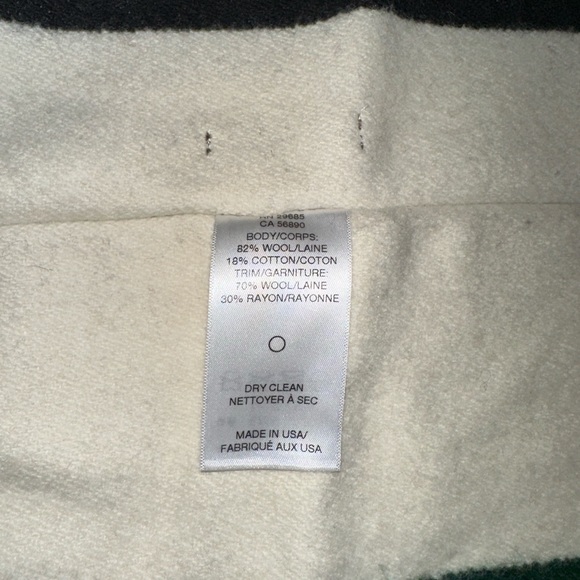 RN 29685
CA 56890
BODY/CORPS:
82% WOOL/LAINE
18% COTTON/COTON
TRIM/GARNITURE:
70% WOOL/LAINE
30% RAYON/RAYONNE
DRY CLEAN
NETTOYER À SEC
MADE IN USA/
FABRIQUÉ AUX USA